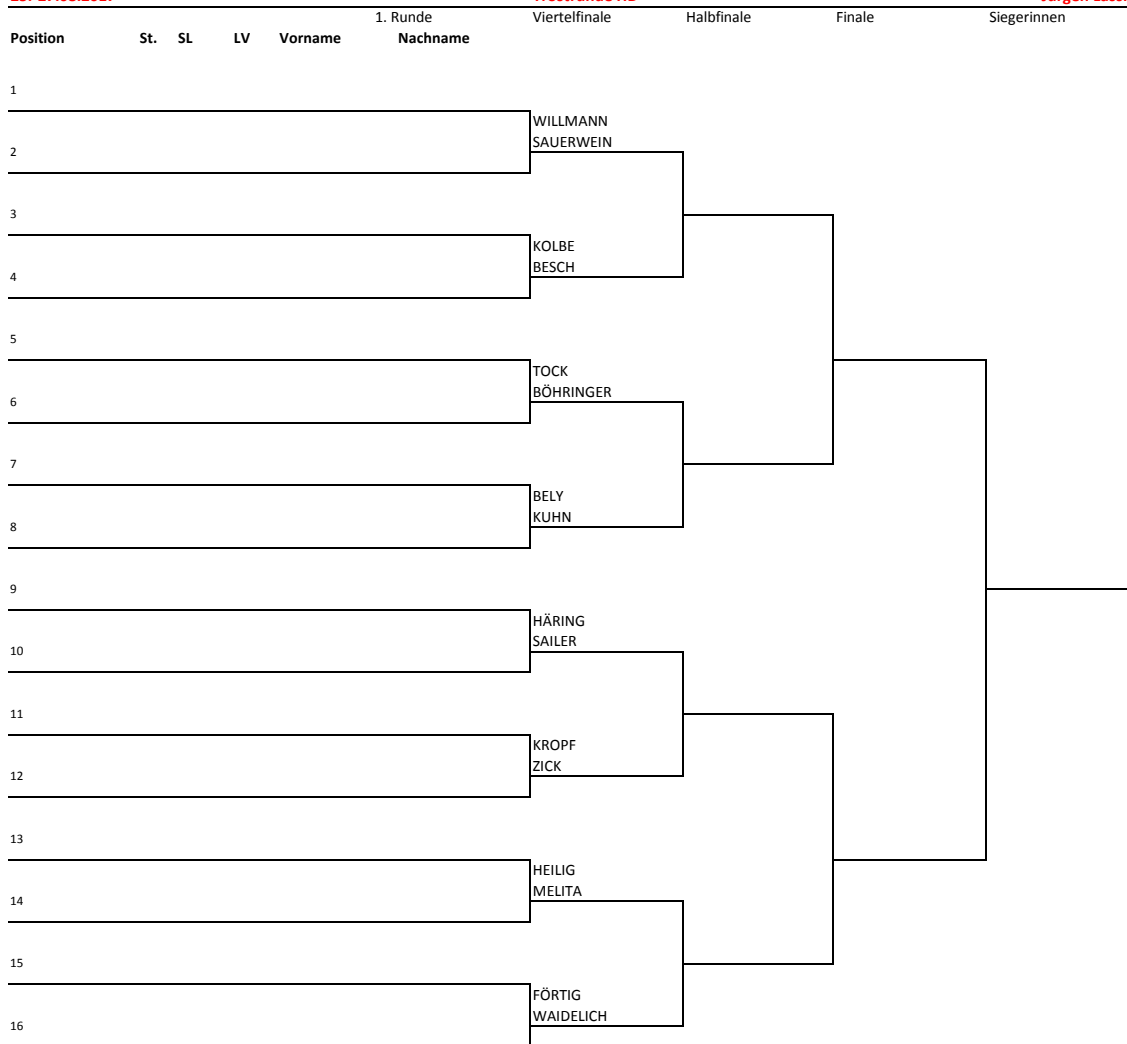 1. Runde Viertelfinale Halbfinale Finale Siegerinnen
Position St. SL LV Vorname Nachname
1
WILLMANN
2 SAUERWEIN
3
KOLBE
4 BESCH
5
TOCK
6 BÖHRINGER
7
BELY
8 KUHN
9
HÄRING
10 SAILER
11
KROPF
12 ZICK
13
HEILIG
14 MELITA
15
FÖRTIG
16 WAIDELICH